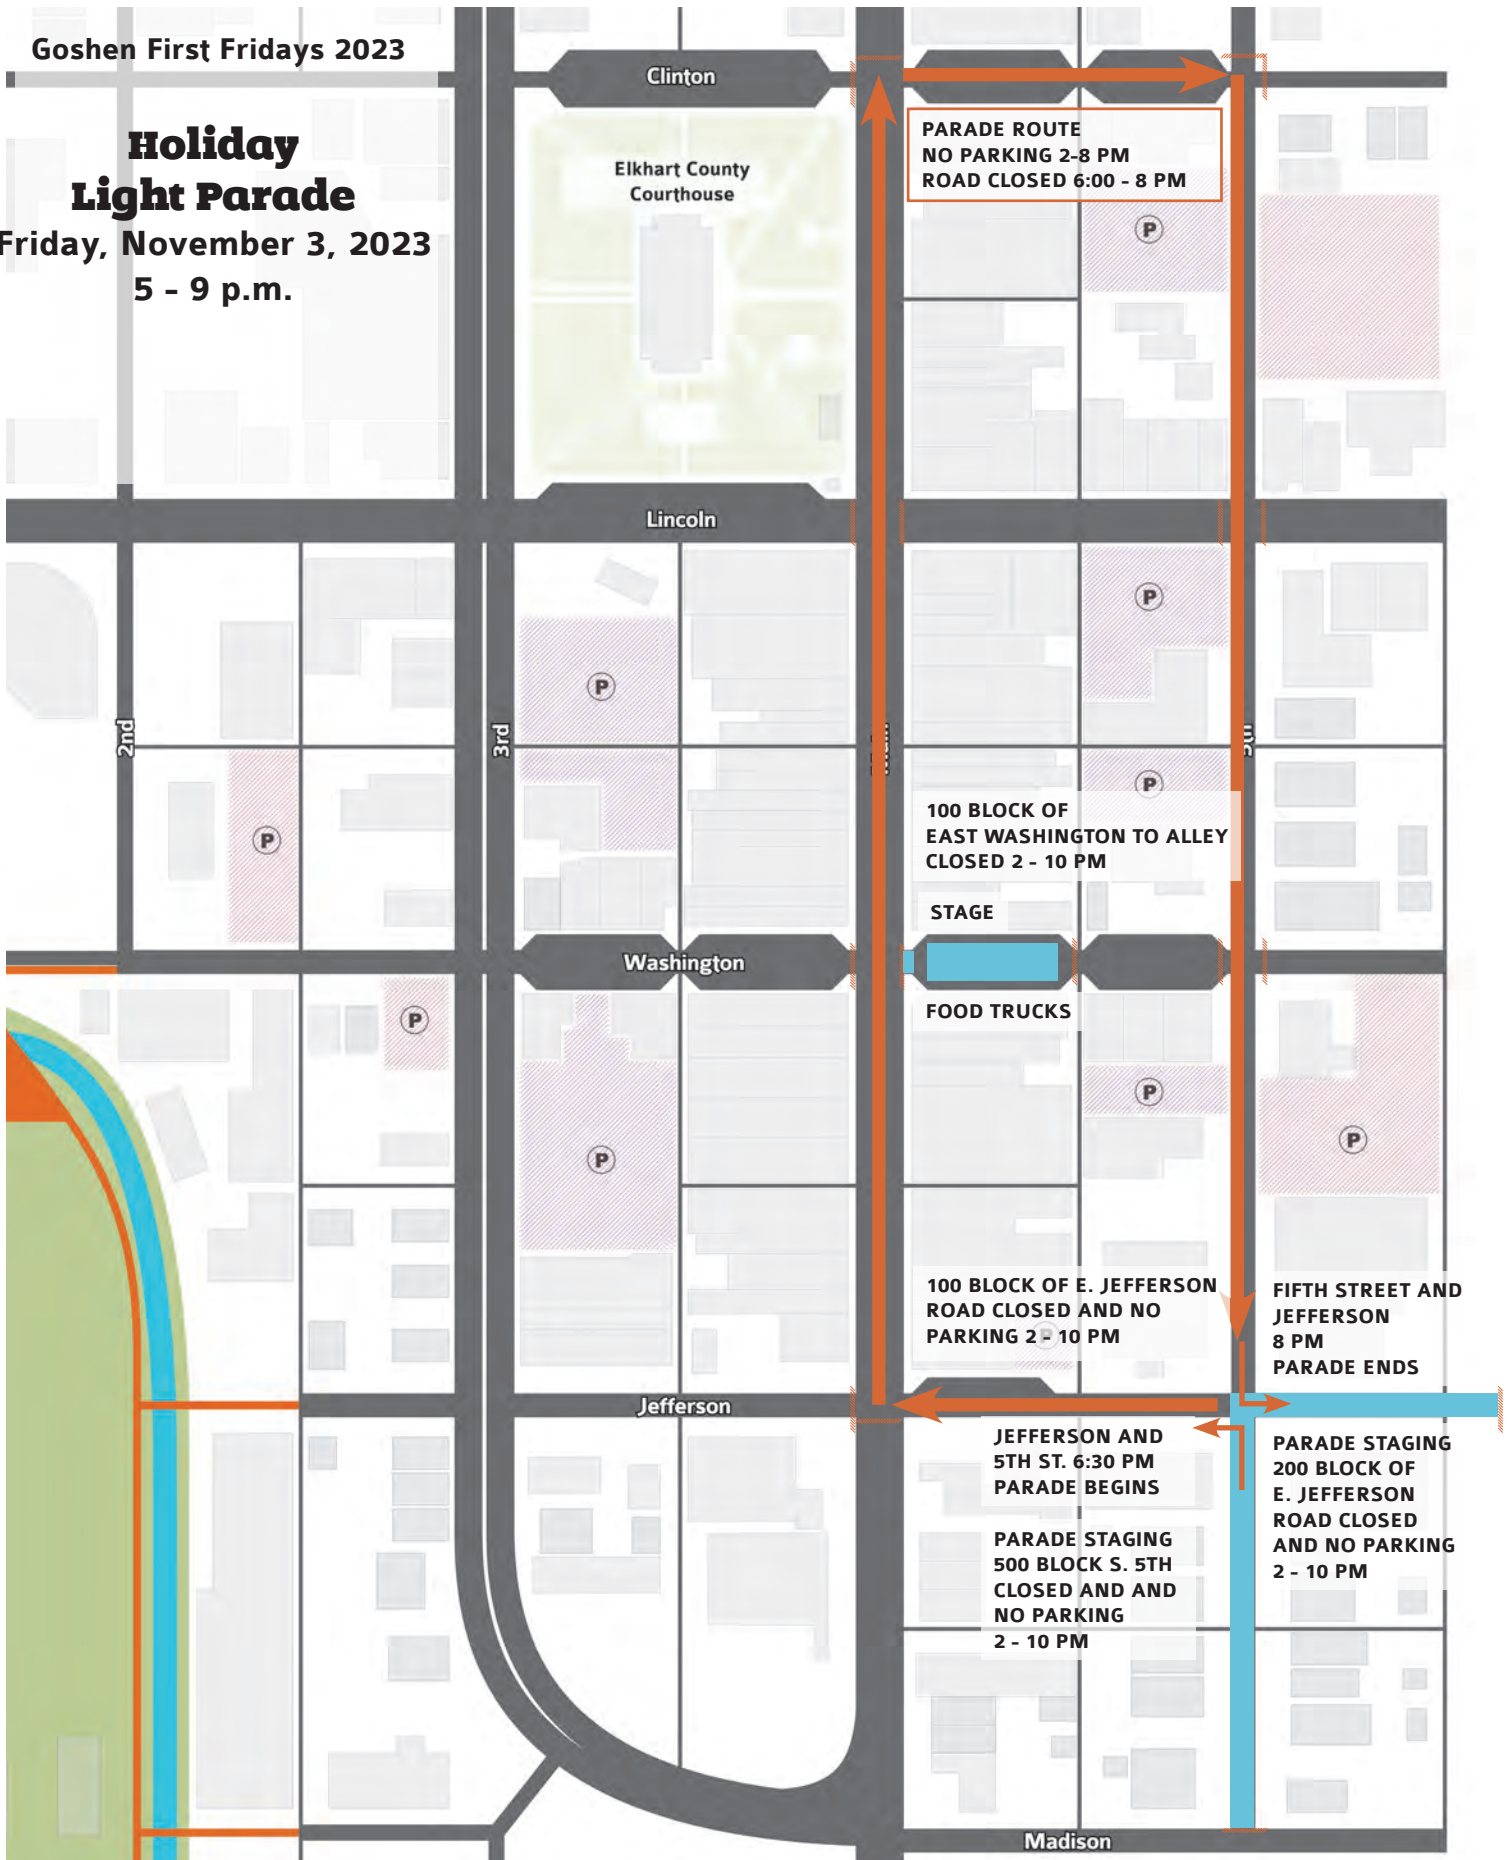 Goshen First Fridays 2023
Holiday
Light Parade
Friday, November 3, 2023
5 - 9 p.m.
Clinton
PARADE ROUTE
NO PARKING 2-8 PM
ROAD CLOSED 6:00 - 8 PM
Elkhart County
Courthouse
P
Lincoln
P
P
2nd
3rd
5th
P
P
100 BLOCK OF
EAST WASHINGTON TO ALLEY
CLOSED 2 - 10 PM
STAGE
Washington
FOOD TRUCKS
P
P
P
P
100 BLOCK OF E. JEFFERSON
ROAD CLOSED AND NO
PARKING 2 - 10 PM
P
FIFTH STREET AND
JEFFERSON
8 PM
PARADE ENDS
Jefferson
JEFFERSON AND
5TH ST. 6:30 PM
PARADE BEGINS
PARADE STAGING
500 BLOCK S. 5TH
CLOSED AND AND
NO PARKING
2 - 10 PM
PARADE STAGING
200 BLOCK OF
E. JEFFERSON
ROAD CLOSED
AND NO PARKING
2 - 10 PM
Madison